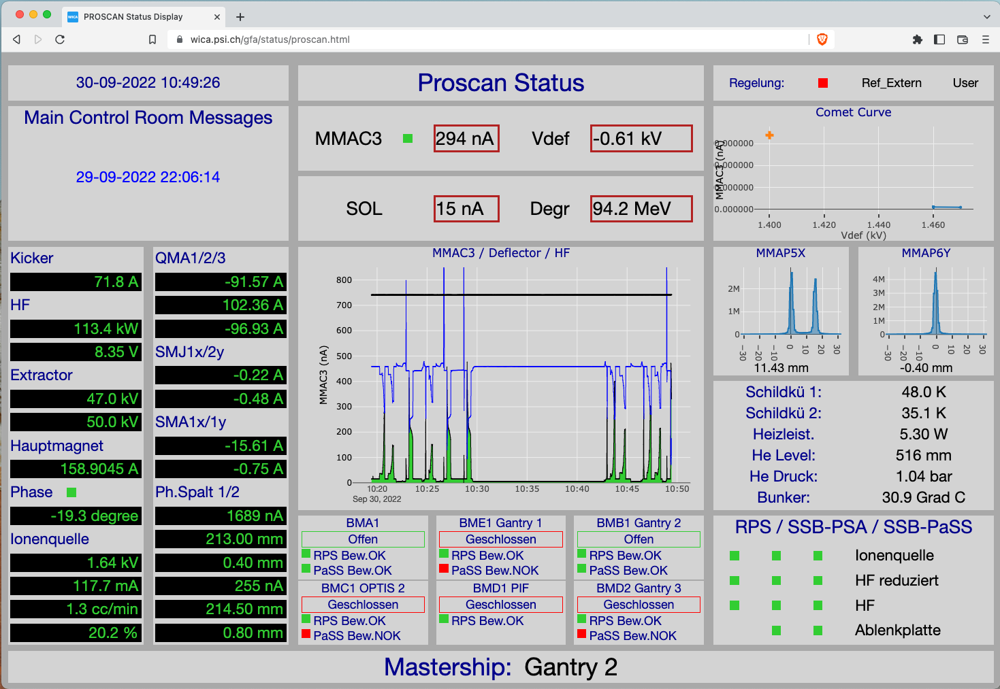 PROSCAN Status Display
wica.psi.ch/gfa/status/proscan.html
30-09-2022 10:49:26
Proscan Status
Regelung: Ref_Extern User
Main Control Room Messages
29-09-2022 22:06:14
MMAC3 294 nA Vdef -0.61 kV
SOL 15 nA Degr 94.2 MeV
Comet Curve
MMAC3 (nA)
0.000000
1.400 1.420 1.440 1.460
Vdef (kV)
Kicker
71.8 A
HF
113.4 kW
8.35 V
Extractor
47.0 kV
50.0 kV
Hauptmagnet
158.9045 A
Phase
-19.3 degree
Ionenquelle
1.64 kV
117.7 mA
1.3 cc/min
20.2 %
QMA1/2/3
-91.57 A
102.36 A
-96.93 A
SMJ1x/2y
-0.22 A
-0.48 A
SMA1x/1y
-15.61 A
-0.75 A
Ph.Spalt 1/2
1689 nA
213.00 mm
0.40 mm
255 nA
214.50 mm
0.80 mm
MMAC3 / Deflector / HF
MMAC3 (nA)
800
700
600
500
400
300
200
100
0
10:20 10:25 10:30 10:35 10:40 10:45 10:50
Sep 30, 2022
MMAP5X
2M
1M
0
−30 −20 −10 0 10 20 30
11.43 mm
MMAP6Y
4M
3M
2M
1M
0
−30 −20 −10 0 10 20 30
-0.40 mm
Schildkü 1: 48.0 K
Schildkü 2: 35.1 K
Heizleist. 5.30 W
He Level: 516 mm
He Druck: 1.04 bar
Bunker: 30.9 Grad C
BMA1
Offen
RPS Bew.OK
PaSS Bew.OK
BME1 Gantry 1
Geschlossen
RPS Bew.OK
PaSS Bew.NOK
BMB1 Gantry 2
Offen
RPS Bew.OK
PaSS Bew.OK
BMC1 OPTIS 2
Geschlossen
RPS Bew.OK
PaSS Bew.NOK
BMD1 PIF
Geschlossen
RPS Bew.OK
BMD2 Gantry 3
Geschlossen
RPS Bew.OK
PaSS Bew.NOK
RPS / SSB-PSA / SSB-PaSS
Ionenquelle
HF reduziert
HF
Ablenkplatte
Mastership: Gantry 2